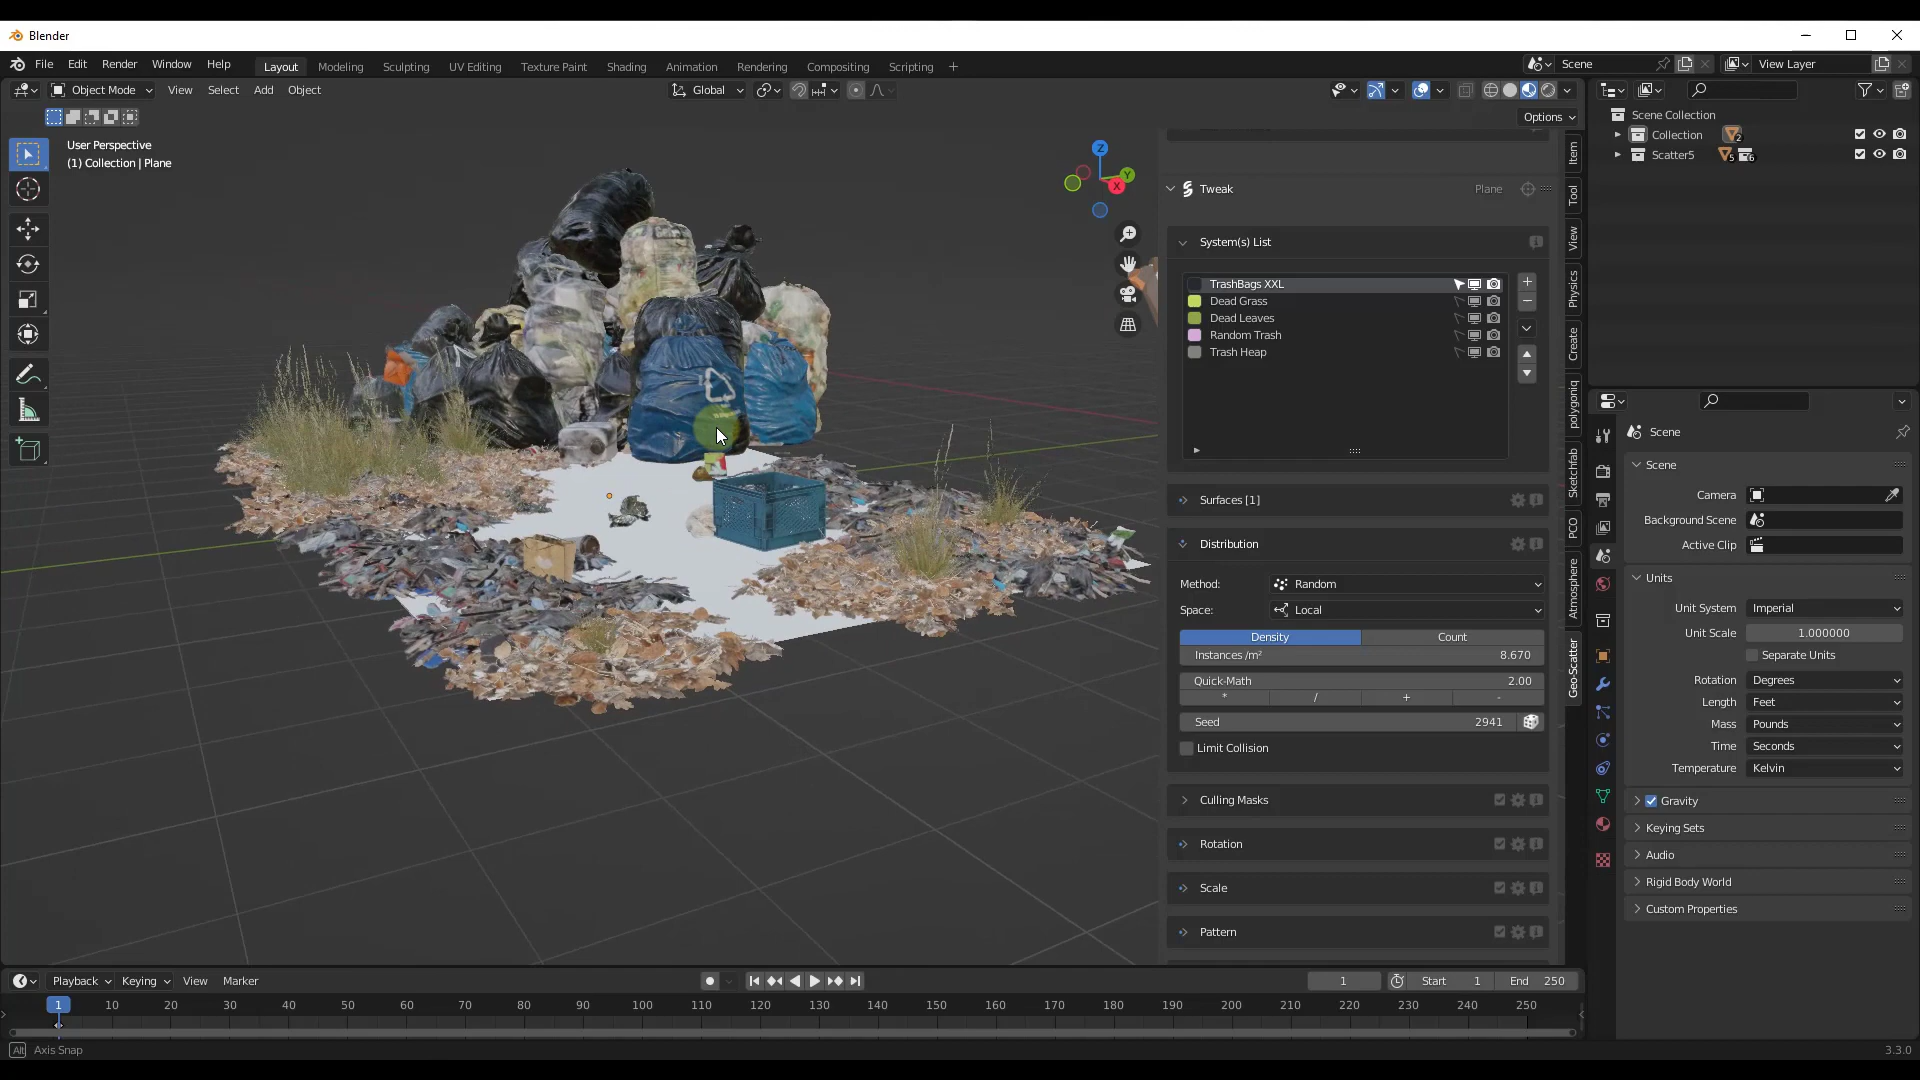 Blender
File Edit Render Window Help Layout Modeling Sculpting UV Editing Texture Paint Shading Animation Rendering Compositing Scripting + Scene View Layer
Object Mode View Select Add Object Global
Options
User Perspective
(1) Collection | Plane
Z
Y
X
Tweak Plane
System(s) List
TrashBags XXL
Dead Grass
Dead Leaves
Random Trash
Trash Heap
Surfaces [1]
Distribution
Method: Random
Space: Local
Density Count
Instances /m² 8.670
Quick-Math 2.00
* / + -
Seed 2941
Limit Collision
Culling Masks
Rotation
Scale
Pattern
Item
Tool
View
Physics
Create
polygoniq
Sketchfab
PCO
Atmosphere
Geo-Scatter
Scene Collection
Collection 2
Scatter5 5 6
Scene
Scene
Camera
Background Scene
Active Clip
Units
Unit System Imperial
Unit Scale 1.000000
Separate Units
Rotation Degrees
Length Feet
Mass Pounds
Time Seconds
Temperature Kelvin
Gravity
Keying Sets
Audio
Rigid Body World
Custom Properties
Playback Keying View Marker 1 Start 1 End 250
1 10 20 30 40 50 60 70 80 90 100 110 120 130 140 150 160 170 180 190 200 210 220 230 240 250
Alt Axis Snap 3.3.0